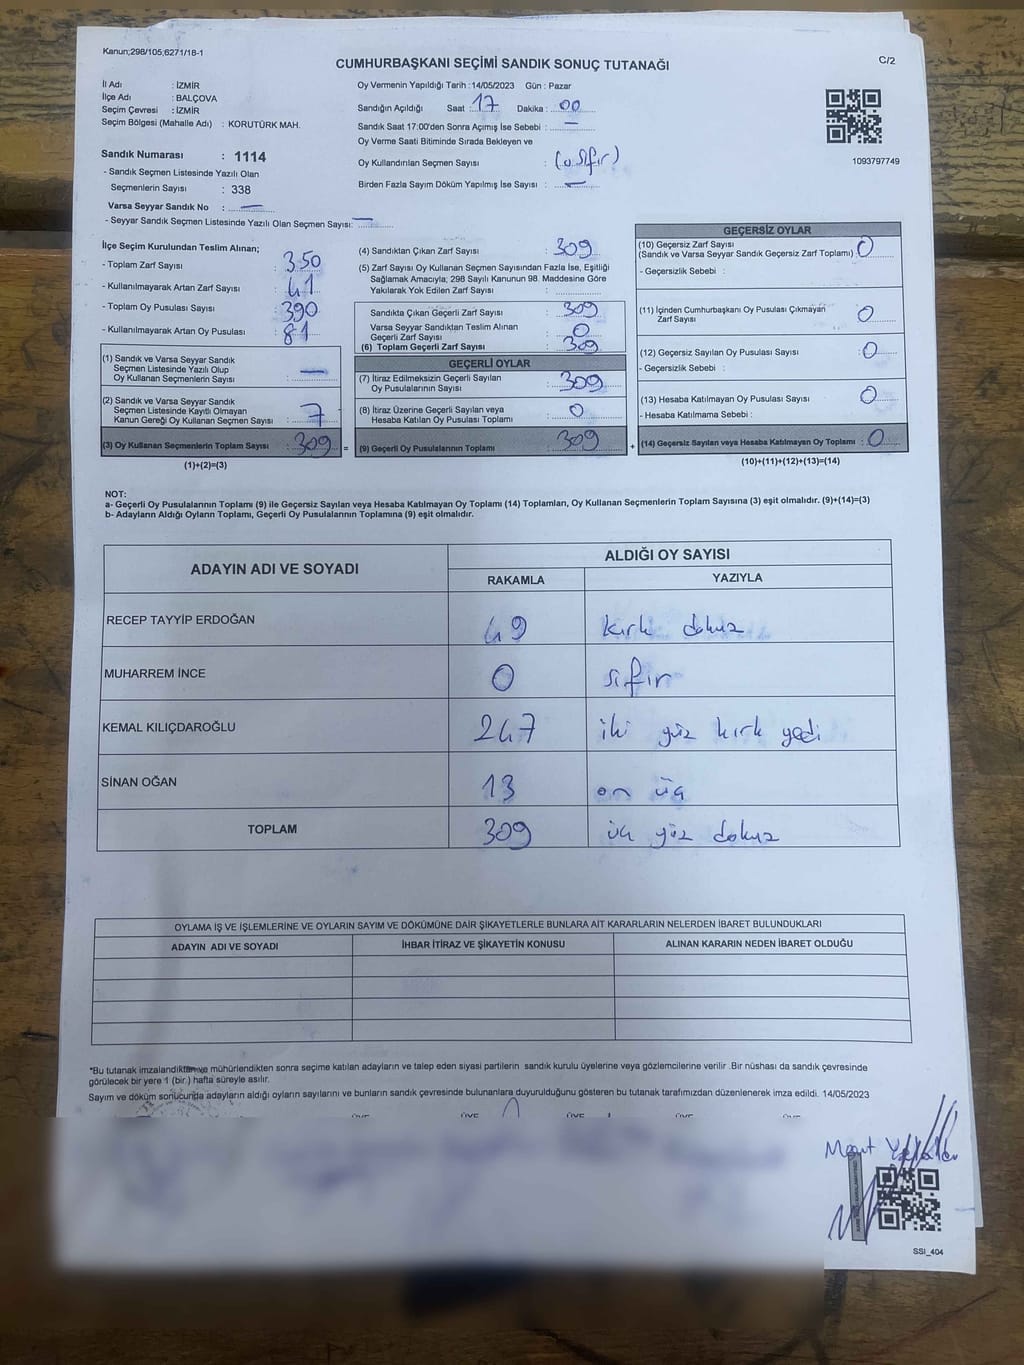 Kanun;298/105,6271/18-1
CUMHURBAŞKANI SEÇİMİ SANDIK SONUÇ TUTANAĞI
C/2
İl Adı : İZMİR
İlçe Adı : BALÇOVA
Seçim Çevresi : İZMİR
Seçim Bölgesi (Mahalle Adı) : KORUTÜRK MAH.
Oy Vermenin Yapıldığı Tarih :14/05/2023 Gün : Pazar
Sandığın Açıldığı Saat : 17 Dakika : 00
Sandık Saat 17:00'den Sonra Açımış İse Sebebi : —
Oy Verme Saati Bitiminde Sırada Bekleyen ve
Oy Kullandırılan Seçmen Sayısı : (0 sıfır)
Birden Fazla Sayım Döküm Yapılmış İse Sayısı : —
1093797749
Sandık Numarası : 1114
- Sandık Seçmen Listesinde Yazılı Olan
Seçmenlerin Sayısı : 338
Varsa Seyyar Sandık No : —
- Seyyar Sandık Seçmen Listesinde Yazılı Olan Seçmen Sayısı: —
İlçe Seçim Kurulundan Teslim Alınan;
- Toplam Zarf Sayısı : 350
- Kullanılmayarak Artan Zarf Sayısı : 41
- Toplam Oy Pusulası Sayısı : 390
- Kullanılmayarak Artan Oy Pusulası : 81
(1) Sandık ve Varsa Seyyar Sandık
Seçmen Listesinde Yazılı Olup
Oy Kullanan Seçmenlerin Sayısı : —
(2) Sandık ve Varsa Seyyar Sandık
Seçmen Listesinde Kayıtlı Olmayan
Kanun Gereği Oy Kullanan Seçmen Sayısı : 7
(3) Oy Kullanan Seçmenlerin Toplam Sayısı : 309 =
(1)+(2)=(3)
(4) Sandıktan Çıkan Zarf Sayısı : 309
(5) Zarf Sayısı Oy Kullanan Seçmen Sayısından Fazla İse, Eşitliği
Sağlamak Amacıyla; 298 Sayılı Kanunun 98. Maddesine Göre
Yakılarak Yok Edilen Zarf Sayısı :
Sandıkta Çıkan Geçerli Zarf Sayısı : 309
Varsa Seyyar Sandıktan Teslim Alınan
Geçerli Zarf Sayısı : 0
(6) Toplam Geçerli Zarf Sayısı : 309
GEÇERLİ OYLAR
(7) İtiraz Edilmeksizin Geçerli Sayılan
Oy Pusulalarının Sayısı : 309
(8) İtiraz Üzerine Geçerli Sayılan veya
Hesaba Katılan Oy Pusulası Toplamı : 0
(9) Geçerli Oy Pusulalarının Toplamı : 309 +
GEÇERSİZ OYLAR
(10) Geçersiz Zarf Sayısı
(Sandık ve Varsa Seyyar Sandık Geçersiz Zarf Toplamı) : 0
- Geçersizlik Sebebi :
(11) İçinden Cumhurbaşkanı Oy Pusulası Çıkmayan
Zarf Sayısı : 0
(12) Geçersiz Sayılan Oy Pusulası Sayısı : 0
- Geçersizlik Sebebi :
(13) Hesaba Katılmayan Oy Pusulası Sayısı : 0
- Hesaba Katılmama Sebebi :
(14) Geçersiz Sayılan veya Hesaba Katılmayan Oy Toplamı : 0
(10)+(11)+(12)+(13)=(14)
NOT:
a- Geçerli Oy Pusulalarının Toplamı (9) ile Geçersiz Sayılan veya Hesaba Katılmayan Oy Toplamı (14) Toplamları, Oy Kullanan Seçmenlerin Toplam Sayısına (3) eşit olmalıdır. (9)+(14)=(3)
b- Adayların Aldığı Oyların Toplamı, Geçerli Oy Pusulalarının Toplamına (9) eşit olmalıdır.
ADAYIN ADI VE SOYADI
ALDIĞI OY SAYISI
RAKAMLA YAZIYLA
RECEP TAYYİP ERDOĞAN 49 kırk dokuz
MUHARREM İNCE 0 sıfır
KEMAL KILIÇDAROĞLU 247 iki yüz kırk yedi
SİNAN OĞAN 13 on üç
TOPLAM 309 üç yüz dokuz
OYLAMA İŞ VE İŞLEMLERİNE VE OYLARIN SAYIM VE DÖKÜMÜNE DAİR ŞİKAYETLERLE BUNLARA AİT KARARLARIN NELERDEN İBARET BULUNDUKLARI
ADAYIN ADI VE SOYADI İHBAR İTİRAZ VE ŞİKAYETİN KONUSU ALINAN KARARIN NEDEN İBARET OLDUĞU
*Bu tutanak imzalandıktan ve mühürlendikten sonra seçime katılan adayların ve talep eden siyasi partilerin sandık kurulu üyelerine veya gözlemcilerine verilir .Bir nüshası da sandık çevresinde
görülecek bir yere 1 (bir ) hafta süreyle asılır.
Sayım ve döküm sonucunda adayların aldığı oyların sayılarını ve bunların sandık çevresinde bulunanlara duyurulduğunu gösteren bu tutanak tarafımızdan düzenlenerek imza edildi. 14/05/2023
ÜYE ÜYE ÜYE ÜYE ÜYE
SSI_404